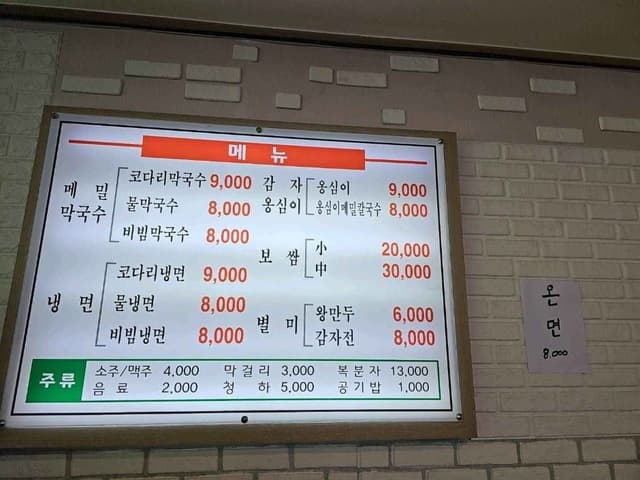 메 뉴
메 밀 막국수
코다리막국수 9,000
물막국수 8,000
비빔막국수 8,000
냉 면
코다리냉면 9,000
물냉면 8,000
비빔냉면 8,000
감 자 옹심이
옹심이 9,000
옹심이메밀칼국수 8,000
보 쌈
小 20,000
中 30,000
별 미
왕만두 6,000
감자전 8,000
주 류
소주/맥주 4,000 막 걸 리 3,000 복 분 자 13,000
음 료 2,000 청 하 5,000 공 기 밥 1,000
온
면
8,000